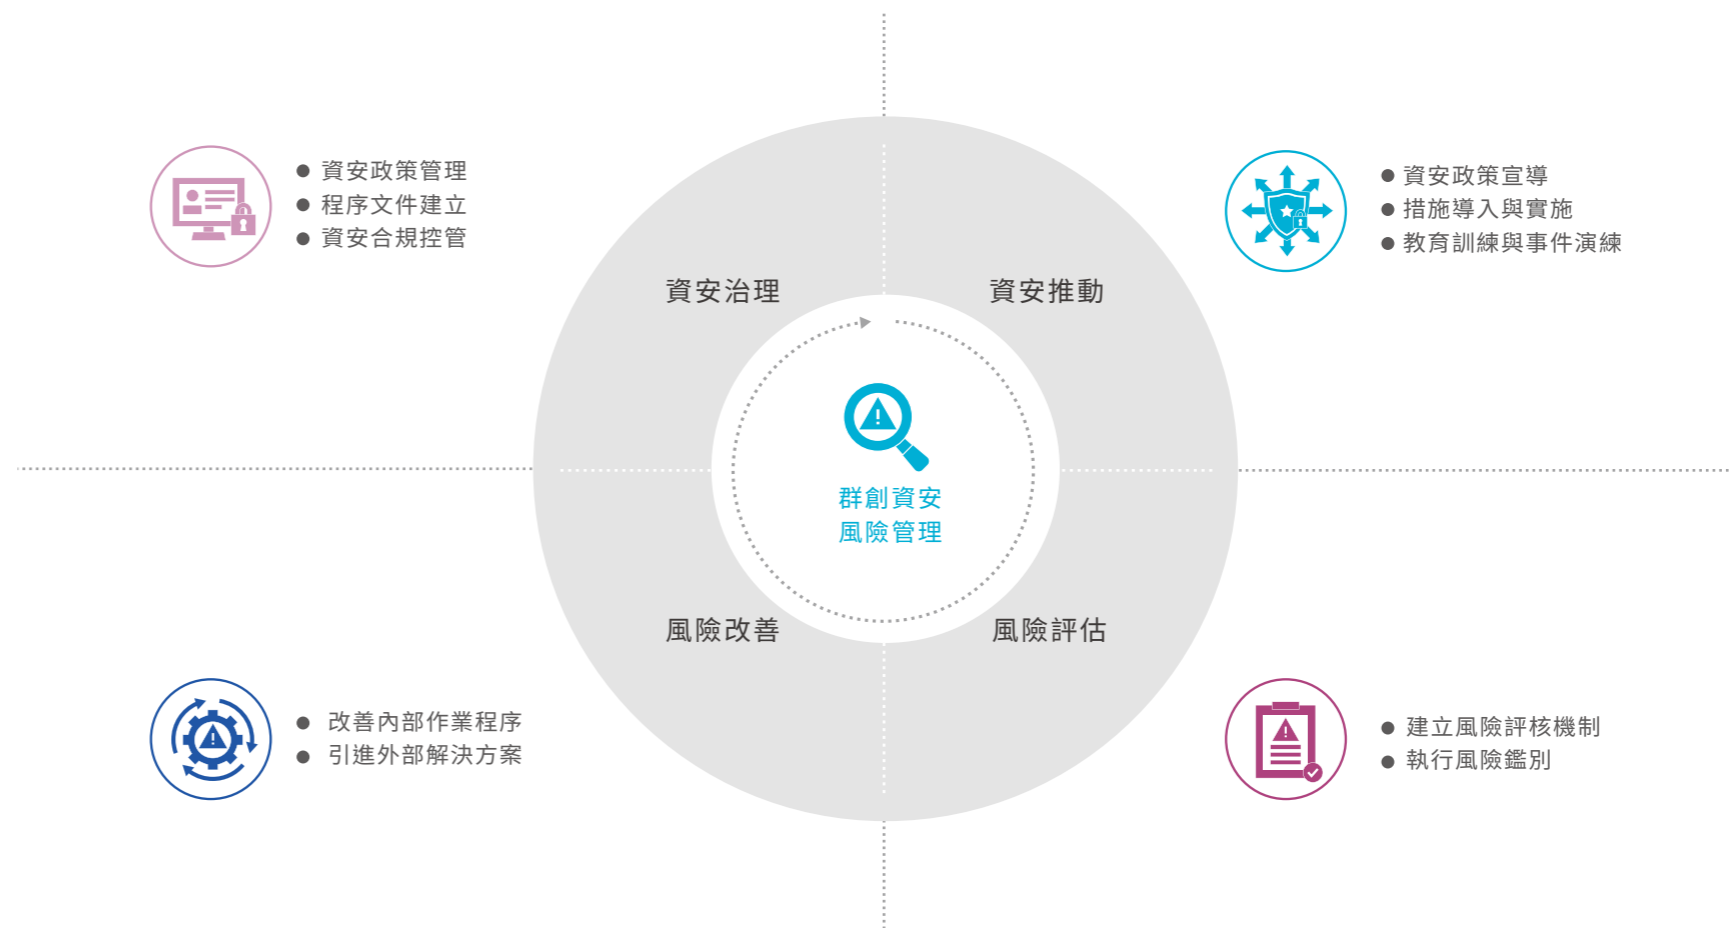 資安政策管理
程序文件建立
資安合規控管
資安政策宣導
措施導入與實施
教育訓練與事件演練
資安治理
資安推動
群創資安
風險管理
風險改善
風險評估
改善內部作業程序
引進外部解決方案
建立風險評核機制
執行風險鑑別